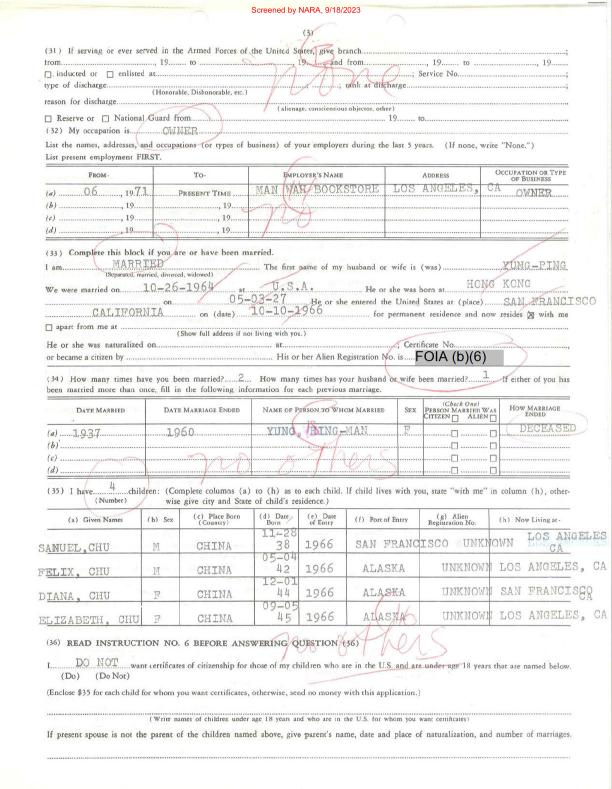 Screened by NARA, 9/18/2023
(3)
(31) If serving or ever served in the Armed Forces of the United States, give branch
from, 19 to, 19 and from, 19 to, 19
none
☐ inducted or ☐ enlisted at; Service No.
type of discharge; rank at discharge
(Honorable, Dishonorable, etc.)
reason for discharge
(alienage, conscientious objector, other)
☐ Reserve or ☐ National Guard from 19 to
(32) My occupation is OWNER
List the names, addresses, and occupations (or types of business) of your employers during the last 5 years. (If none, write "None.")
List present employment FIRST.
FROM- TO- EMPLOYER'S NAME ADDRESS OCCUPATION OR TYPE OF BUSINESS
(a) 06, 1971 PRESENT TIME MAN WAH BOOKSTORE LOS ANGELES, CA OWNER
(b) , 19 , 19
no
(c) , 19 , 19
(d) , 19 , 19
(33) Complete this block if you are or have been married.
I am MARRIED The first name of my husband or wife is (was) YUNG-PING
(Separated, married, divorced, widowed)
We were married on 10-26-1964 at U.S.A. He or she was born at HONG KONG
on 05-03-27 He or she entered the United States at (place) SAN FRANCISCO
CALIFORNIA on (date) 10-10-1966 for permanent residence and now resides ☒ with me
☐ apart from me at
(Show full address if not living with you.)
He or she was naturalized on at; Certificate No.
or became a citizen by His or her Alien Registration No. is FOIA (b)(6)
(34) How many times have you been married? 2 How many times has your husband or wife been married? 1 If either of you has
been married more than once, fill in the following information for each previous marriage.
DATE MARRIED DATE MARRIAGE ENDED NAME OF PERSON TO WHOM MARRIED SEX (Check One) PERSON MARRIED WAS CITIZEN ☐ ALIEN ☐ HOW MARRIAGE ENDED
(a) 1937 1960 YUNG, BING-MAN F ☐ ☐ DECEASED
(b) ☐ ☐
(c) ☐ ☐
no others
(d) ☐ ☐
(35) I have 4 children: (Complete columns (a) to (h) as to each child. If child lives with you, state "with me" in column (h), other-
(Number) wise give city and State of child's residence.)
(a) Given Names (b) Sex (c) Place Born (Country) (d) Date Born (e) Date of Entry (f) Port of Entry (g) Alien Registration No. (h) Now Living at-
SANUEL, CHU M CHINA 11-28 38 1966 SAN FRANCISCO UNKNOWN LOS ANGELES CA
FELIX, CHU M CHINA 05-04 42 1966 ALASKA UNKNOWN LOS ANGELES, CA
DIANA, CHU F CHINA 12-01 44 1966 ALASKA UNKNOWN SAN FRANCISCO CA
ELIZABETH, CHU F CHINA 09-05 45 1966 ALASKA UNKNOWN LOS ANGELES, CA
no others
(36) READ INSTRUCTION NO. 6 BEFORE ANSWERING QUESTION (36)
I DO NOT want certificates of citizenship for those of my children who are in the U.S. and are under age 18 years that are named below.
(Do) (Do Not)
(Enclose $35 for each child for whom you want certificates, otherwise, send no money with this application.)
(Write names of children under age 18 years and who are in the U.S. for whom you want certificates)
If present spouse is not the parent of the children named above, give parent's name, date and place of naturalization, and number of marriages.